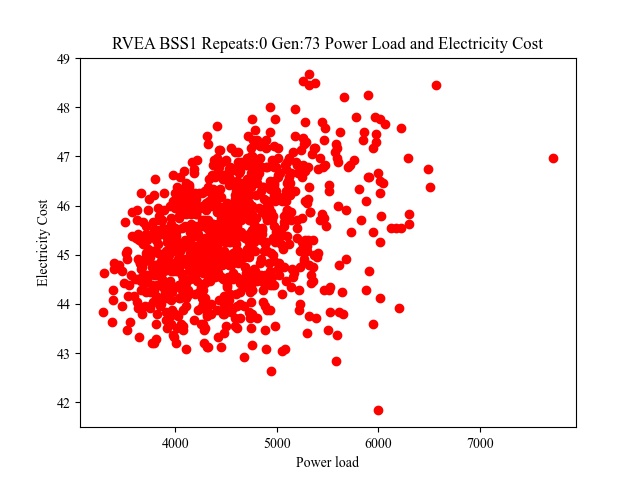 RVEA BSS1 Repeats:0 Gen:73 Power Load and Electricity Cost
49
48
47
46
45
44
43
42
Electricity Cost
4000 5000 6000 7000
Power load